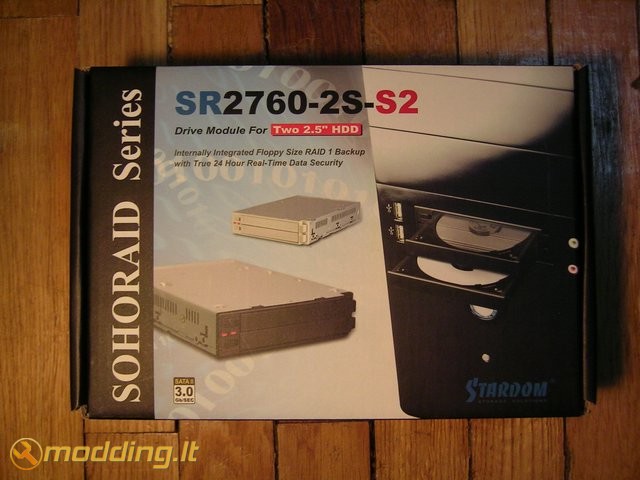 SOHORAID Series
SR2760-2S-S2
Drive Module For Two 2.5" HDD
Internally Integrated Floppy Size RAID 1 Backup
with True 24 Hour Real-Time Data Security
SATA II
3.0
Gb/SEC
STARDOM
modding.lt